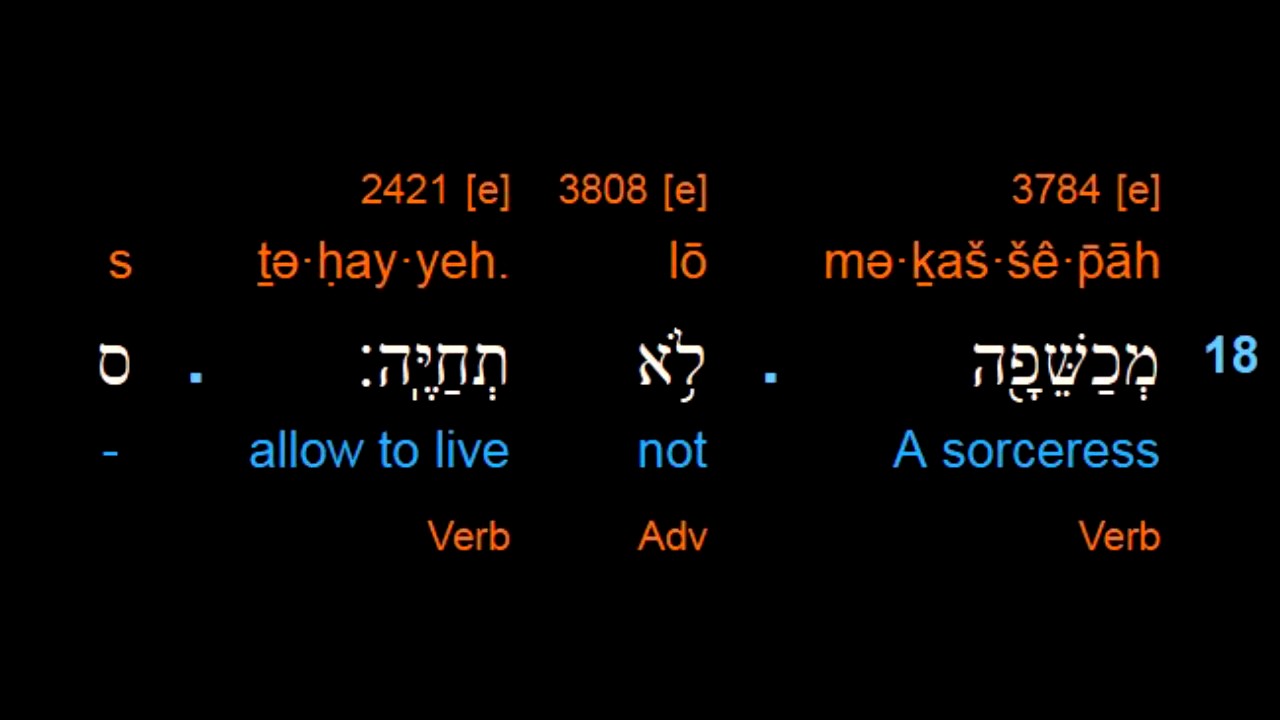 2421 [e] 3808 [e] 3784 [e]
s ṯə·ḥay·yeh. lō mə·ḵaš·šê·p̄āh
18 מְכַשֵּׁפָ֖ה . לֹ֥א תְחַיֶּֽה׃ . ס
- allow to live not A sorceress
Verb Adv Verb